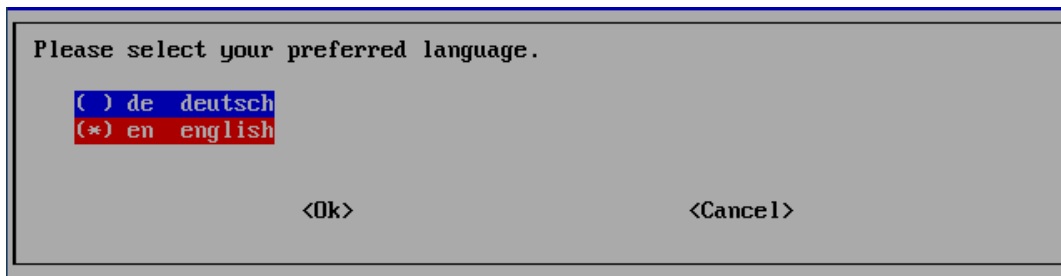 Please select your preferred language.
( ) de deutsch
(*) en english
<Ok> <Cancel>